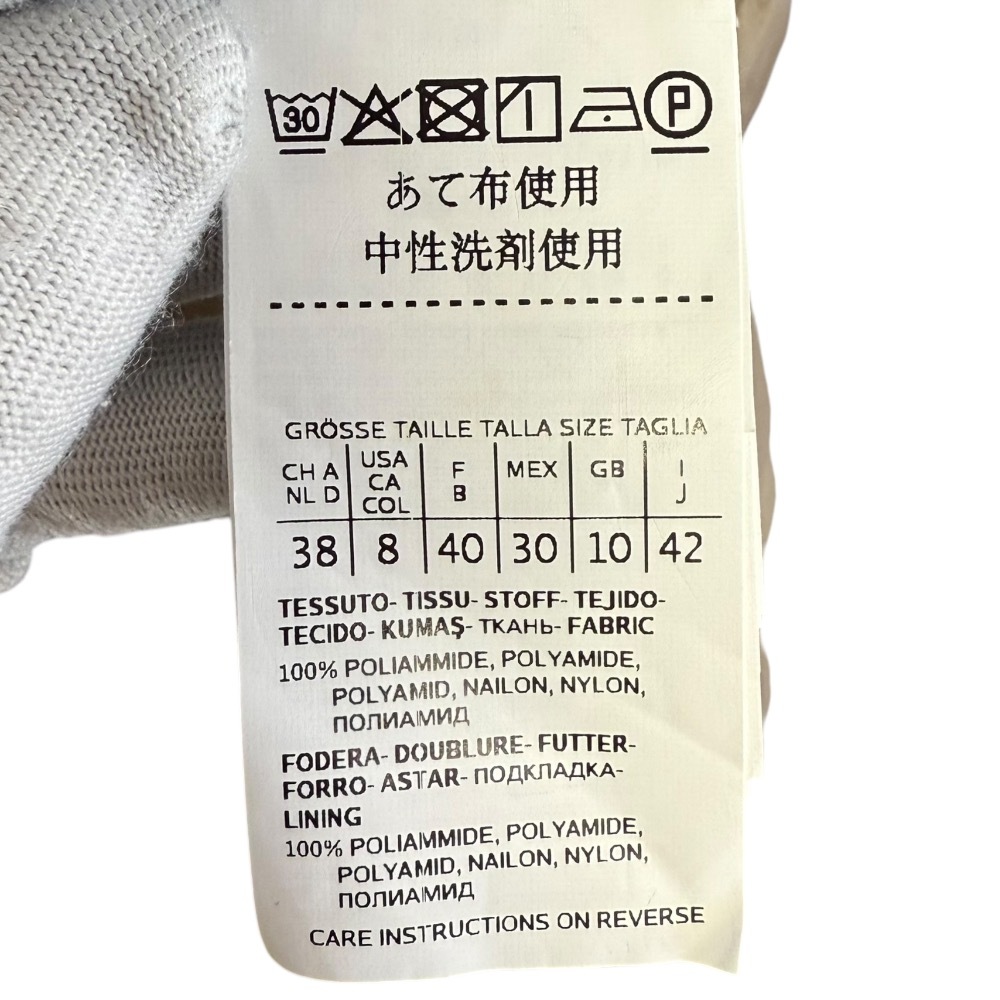 30 P
あて布使用
中性洗剤使用
GRÖSSE TAILLE TALLA SIZE TAGLIA
CH A NL D USA CA COL F B MEX GB I J
38 8 40 30 10 42
TESSUTO- TISSU- STOFF- TEJIDO-
TECIDO- KUMAŞ- ТКАНЬ- FABRIC
100% POLIAMMIDE, POLYAMIDE,
POLYAMID, NAILON, NYLON,
ПОЛИАМИД
FODERA- DOUBLURE- FUTTER-
FORRO- ASTAR- ПОДКЛАДКА-
LINING
100% POLIAMMIDE, POLYAMIDE,
POLYAMID, NAILON, NYLON,
ПОЛИАМИД
CARE INSTRUCTIONS ON REVERSE